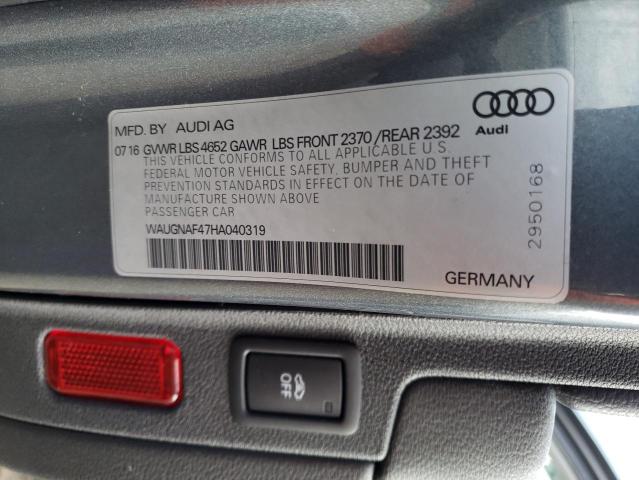 MFD. BY AUDI AG
07 16 GVWR LBS 4652 GAWR LBS FRONT 2370 /REAR 2392
THIS VEHICLE CONFORMS TO ALL APPLICABLE U.S.
FEDERAL MOTOR VEHICLE SAFETY, BUMPER AND THEFT
PREVENTION STANDARDS IN EFFECT ON THE DATE OF
MANUFACTURE SHOWN ABOVE
PASSENGER CAR
WAUGNAF47HA040319
GERMANY
Audi
2950168
OFF